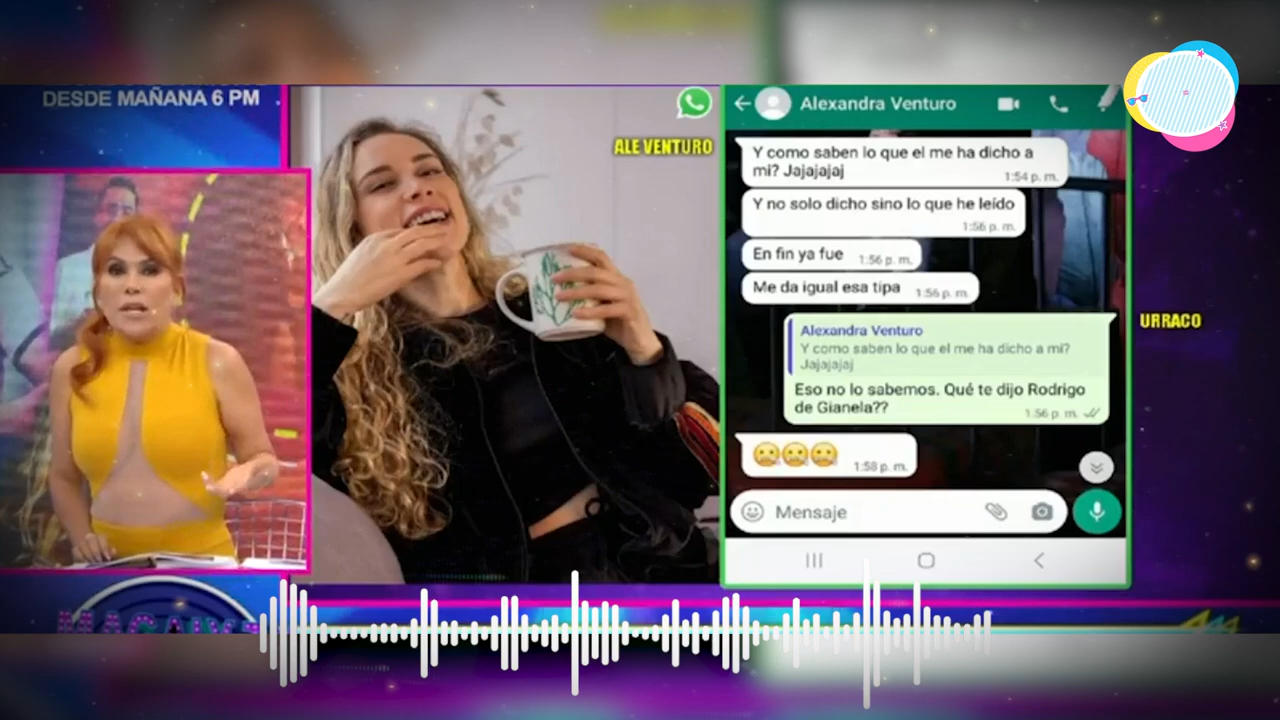 DESDE MAÑANA 6 PM
ALE VENTURO
Alexandra Venturo
Y como saben lo que el me ha dicho a
mi? Jajajajaj
1:54 p. m.
Y no solo dicho sino lo que he leído
1:56 p. m.
En fin ya fue
1:56 p. m.
Me da igual esa tipa
1:56 p. m.
Alexandra Venturo
Y como saben lo que el me ha dicho a mi?
Jajajajaj
Eso no lo sabemos. Qué te dijo Rodrigo
de Gianela??
1:56 p. m.
1:58 p. m.
Mensaje
URRACO